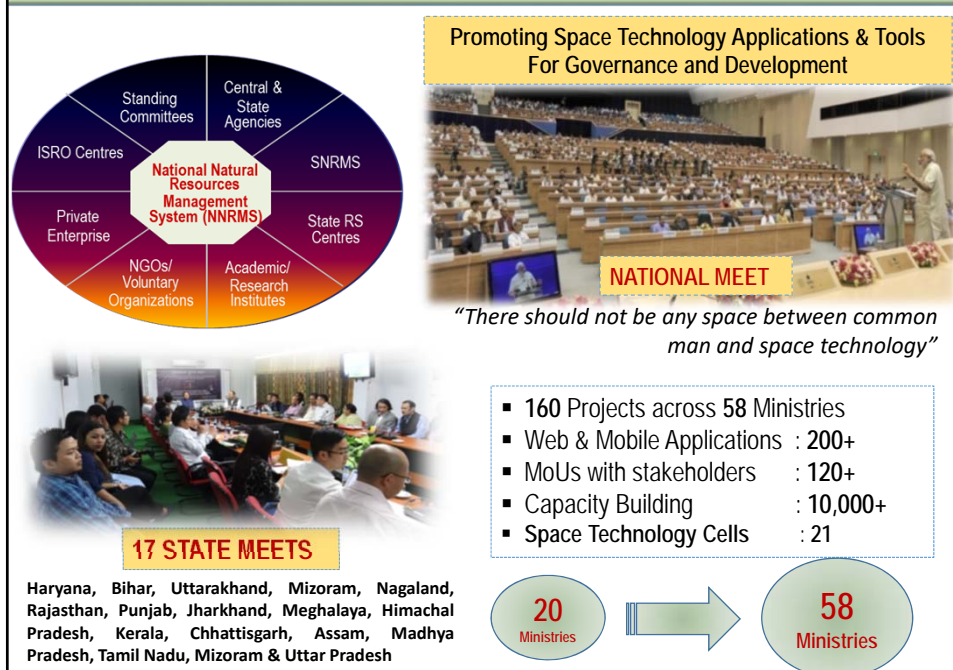 Promoting Space Technology Applications & Tools
For Governance and Development
Standing
Committees
Central &
State
Agencies
ISRO Centres
SNRMS
National Natural
Resources
Management
System (NNRMS)
Private
Enterprise
State RS
Centres
NGOs/
Voluntary
Organizations
Academic/
Research
Institutes
NATIONAL MEET
“There should not be any space between common
man and space technology”
▪ 160 Projects across 58 Ministries
▪ Web & Mobile Applications : 200+
▪ MoUs with stakeholders : 120+
▪ Capacity Building : 10,000+
▪ Space Technology Cells : 21
17 STATE MEETS
Haryana, Bihar, Uttarakhand, Mizoram, Nagaland,
Rajasthan, Punjab, Jharkhand, Meghalaya, Himachal
Pradesh, Kerala, Chhattisgarh, Assam, Madhya
Pradesh, Tamil Nadu, Mizoram & Uttar Pradesh
20
Ministries
58
Ministries